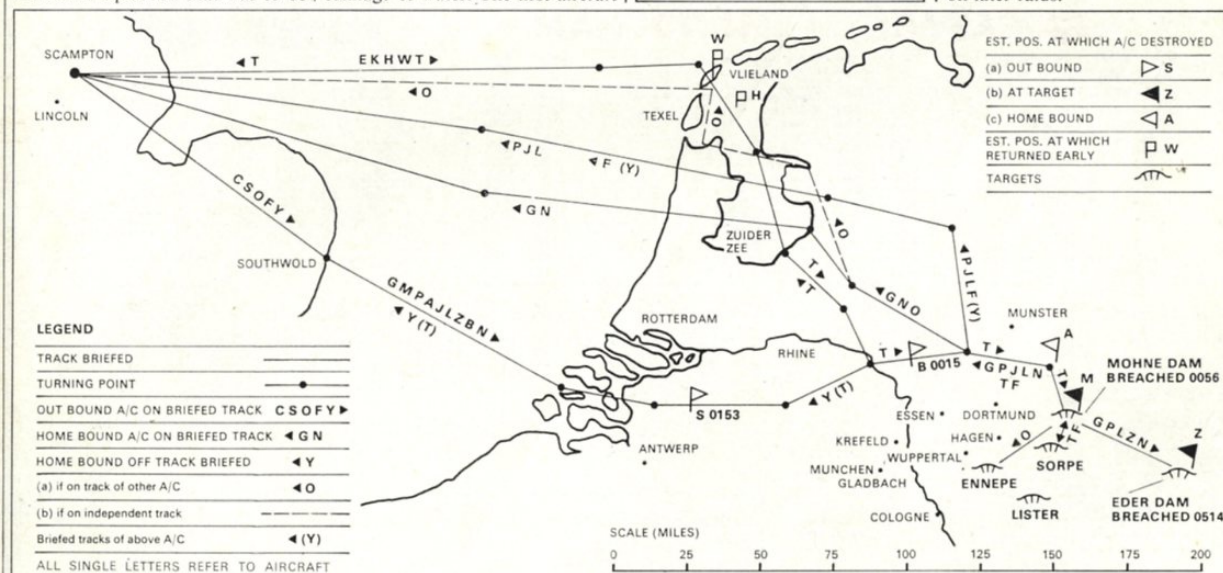 SCAMPTON
LINCOLN
◄ T
EKHWT ►
◄ O
◄ PJL
◄ F (Y)
◄ GN
CSOFY ►
SOUTHWOLD
GMPAJLZBN ►
◄ Y (T)
W
VLIELAND
H
TEXEL
◄ O
ZUIDER
ZEE
◄ O
T ►
◄ T
◄ GNO
◄ PJLF (Y)
MUNSTER
A
ROTTERDAM
RHINE
T ►
B 0015
T ►
◄ GPJLN
TF
T ►
M
MOHNE DAM
BREACHED 0056
◄ Y (T)
S 0153
ANTWERP
ESSEN
DORTMUND
KREFELD
HAGEN
WUPPERTAL
MUNCHEN
GLADBACH
COLOGNE
◄ O
TF
GPLZN ►
Z
SORPE
ENNEPE
LISTER
EDER DAM
BREACHED 0514
EST. POS. AT WHICH A/C DESTROYED
(a) OUT BOUND S
(b) AT TARGET Z
(c) HOME BOUND A
EST. POS. AT WHICH
RETURNED EARLY W
TARGETS
LEGEND
TRACK BRIEFED
TURNING POINT
OUT BOUND A/C ON BRIEFED TRACK CSOFY ►
HOME BOUND A/C ON BRIEFED TRACK ◄ GN
HOME BOUND OFF TRACK BRIEFED ◄ Y
(a) if on track of other A/C ◄ O
(b) if on independent track
Briefed tracks of above A/C ◄ (Y)
ALL SINGLE LETTERS REFER TO AIRCRAFT
SCALE (MILES)
0 25 50 75 100 125 150 175 200